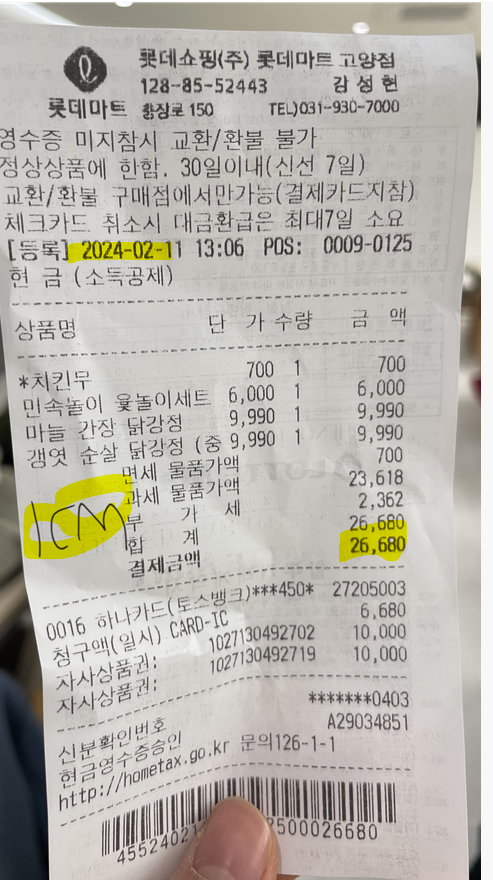 롯데쇼핑(주) 롯데마트 고양점
128-85-52443 김성현
롯데마트 충장로 150 TEL)031-930-7000
영수증 미지참시 교환/환불 불가
정상상품에 한함, 30일이내(신선 7일)
교환/환불 구매점에서만가능(결제카드지참)
체크카드 취소시 대금환급은 최대7일 소요
[등록] 2024-02-11 13:06 POS: 0009-0125
현 금 (소득공제)
상품명 단 가 수량 금 액
*치킨무 700 1 700
민속놀이 윷놀이세트 6,000 1 6,000
마늘 간장 닭강정 9,990 1 9,990
갱엿 순살 닭강정 (중 9,990 1 9,990
면세 물품가액 700
과세 물품가액 23,618
부 가 세 2,362
합 계 26,680
결제금액 26,680
0016 하나카드(토스뱅크)***450* 27205003
청구액(일시) CARD-IC 6,680
자사상품권: 1027130492702 10,000
자사상품권: 1027130492719 10,000
*******0403
신분확인번호 A29034851
현금영수증승인
http://hometax.go.kr 문의126-1-1